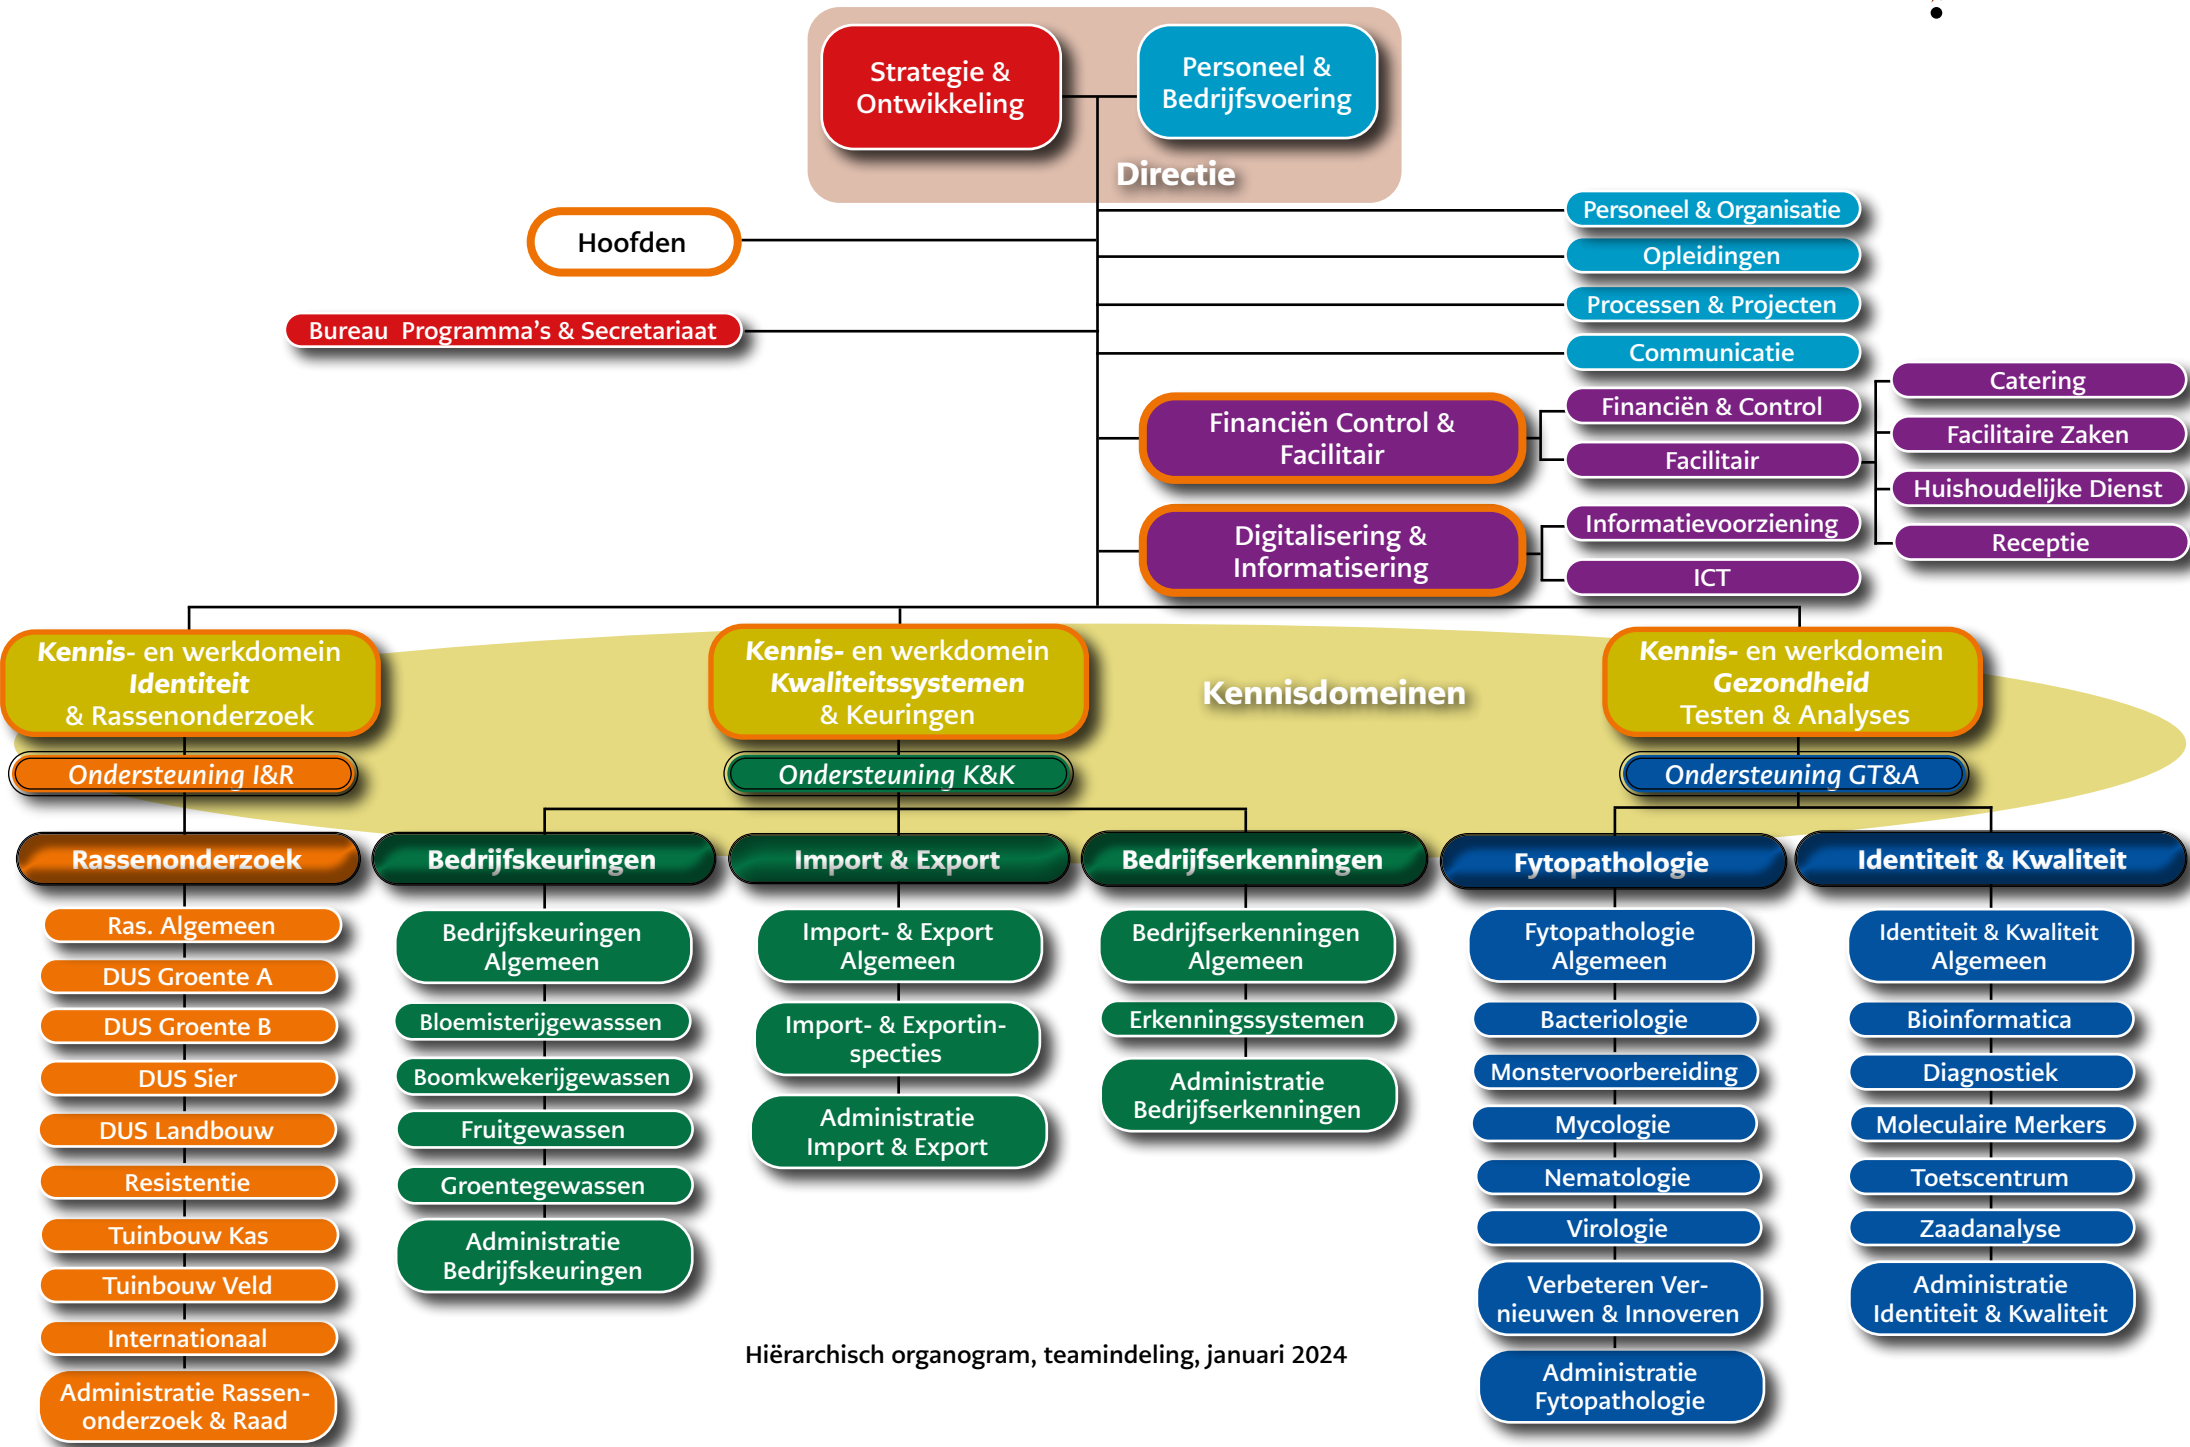 Strategie &
Ontwikkeling
Personeel &
Bedrijfsvoering
Directie
Hoofden
Bureau Programma's & Secretariaat
Personeel & Organisatie
Opleidingen
Processen & Projecten
Communicatie
Financiën Control &
Facilitair
Financiën & Control
Facilitair
Catering
Facilitaire Zaken
Huishoudelijke Dienst
Receptie
Digitalisering &
Informatisering
Informatievoorziening
ICT
Kennis- en werkdomein
Identiteit
& Rassenonderzoek
Kennis- en werkdomein
Kwaliteitssystemen
& Keuringen
Kennisdomeinen
Kennis- en werkdomein
Gezondheid
Testen & Analyses
Ondersteuning I&R
Ondersteuning K&K
Ondersteuning GT&A
Rassenonderzoek
Ras. Algemeen
DUS Groente A
DUS Groente B
DUS Sier
DUS Landbouw
Resistentie
Tuinbouw Kas
Tuinbouw Veld
Internationaal
Administratie Rassen-
onderzoek & Raad
Bedrijfskeuringen
Bedrijfskeuringen
Algemeen
Bloemisterijgewasssen
Boomkwekerijgewassen
Fruitgewassen
Groentegewassen
Administratie
Bedrijfskeuringen
Import & Export
Import- & Export
Algemeen
Import- & Exportin-
specties
Administratie
Import & Export
Bedrijfserkenningen
Bedrijfserkenningen
Algemeen
Erkenningssystemen
Administratie
Bedrijfserkenningen
Fytopathologie
Fytopathologie
Algemeen
Bacteriologie
Monstervoorbereiding
Mycologie
Nematologie
Virologie
Verbeteren Ver-
nieuwen & Innoveren
Administratie
Fytopathologie
Identiteit & Kwaliteit
Identiteit & Kwaliteit
Algemeen
Bioinformatica
Diagnostiek
Moleculaire Merkers
Toetscentrum
Zaadanalyse
Administratie
Identiteit & Kwaliteit
Hiërarchisch organogram, teamindeling, januari 2024